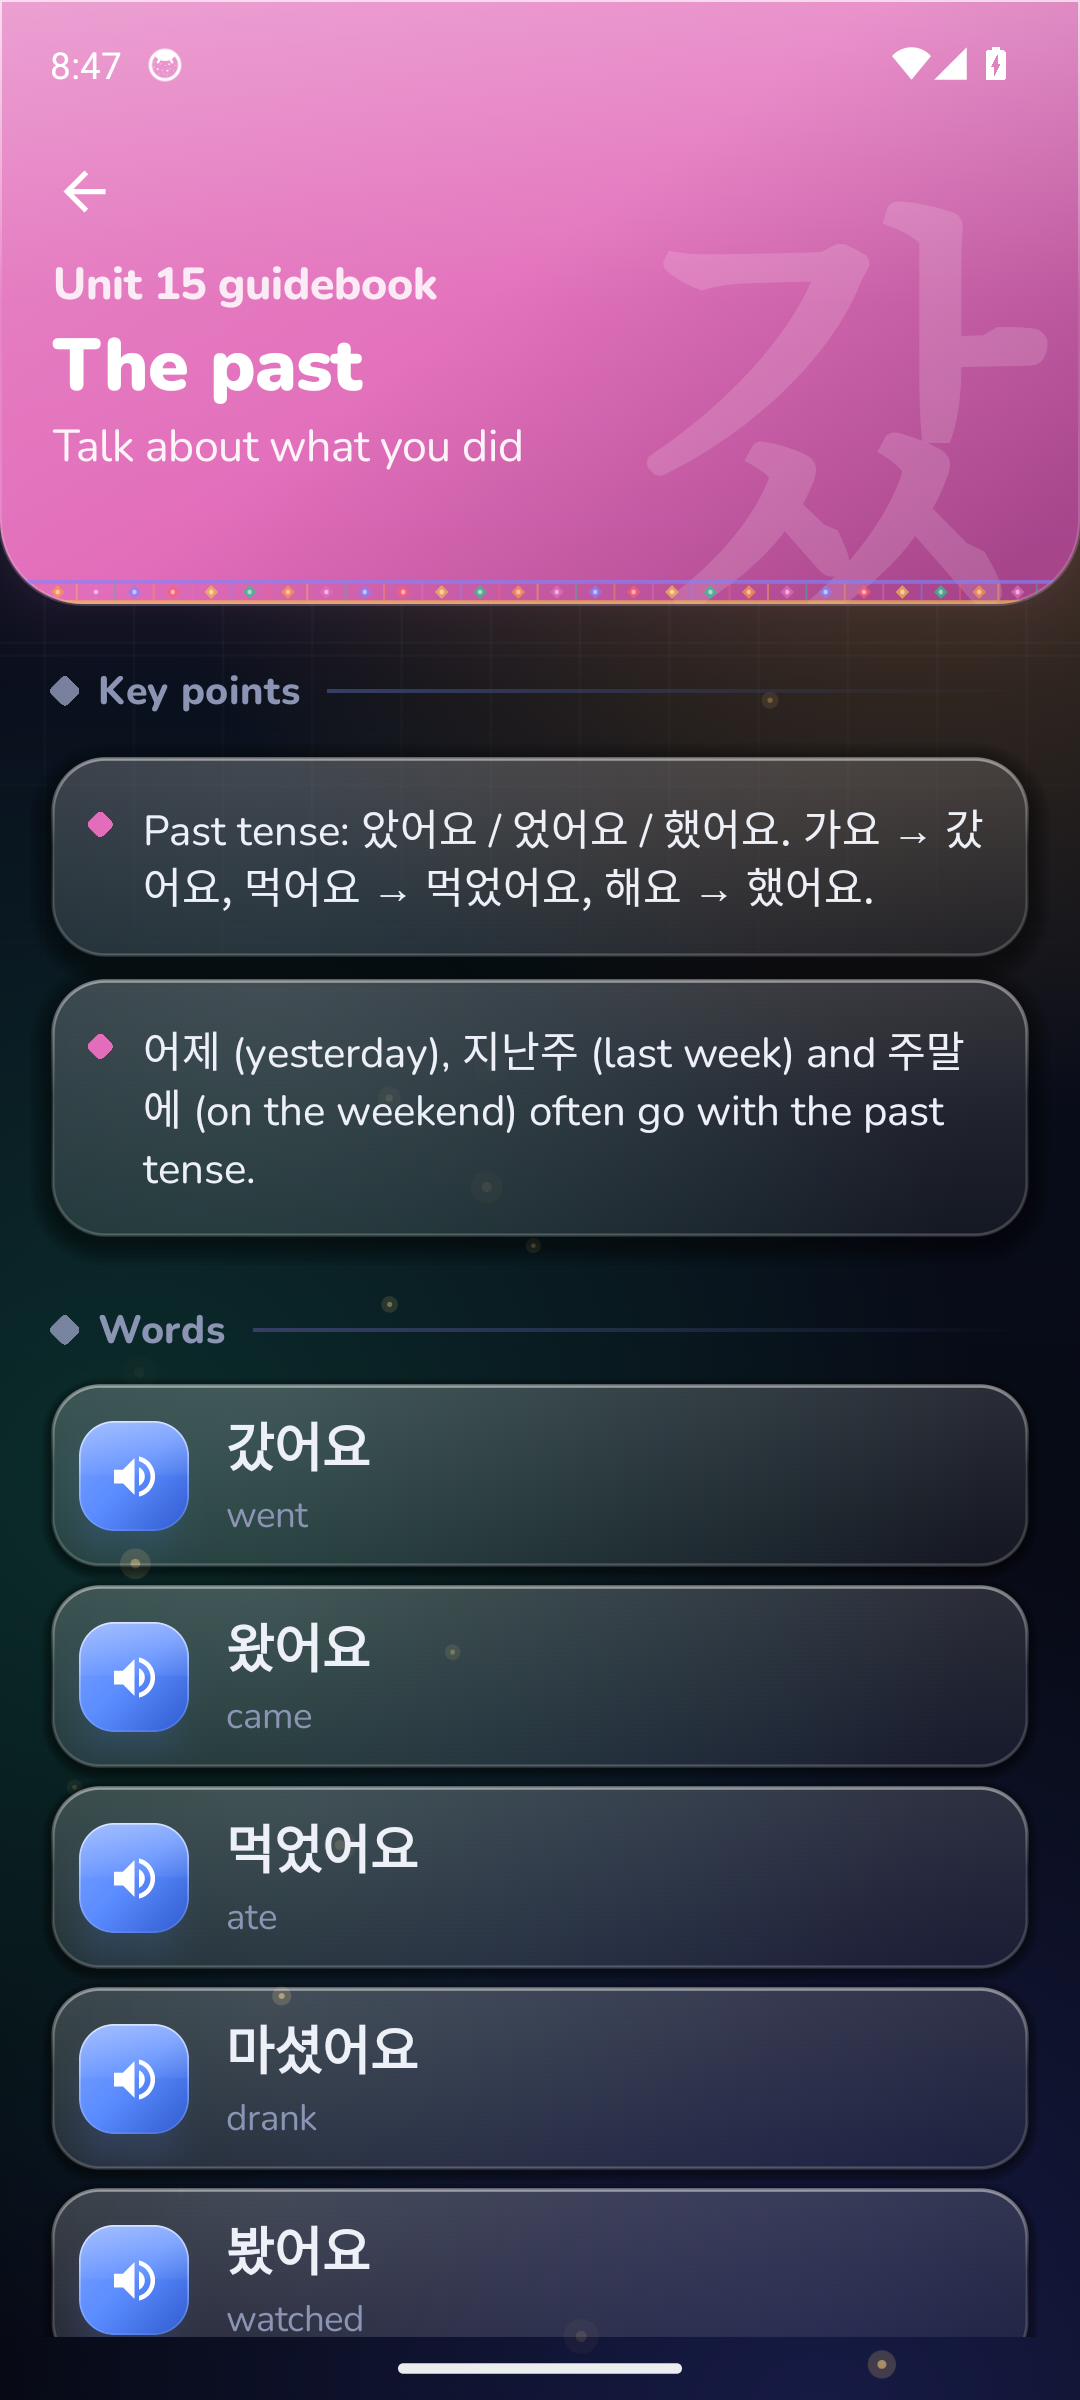 8:47
Unit 15 guidebook
The past
Talk about what you did
갔
Key points
Past tense: 았어요 / 었어요 / 했어요. 가요 → 갔
어요, 먹어요 → 먹었어요, 해요 → 했어요.
어제 (yesterday), 지난주 (last week) and 주말
에 (on the weekend) often go with the past
tense.
Words
갔어요
went
왔어요
came
먹었어요
ate
마셨어요
drank
봤어요
watched